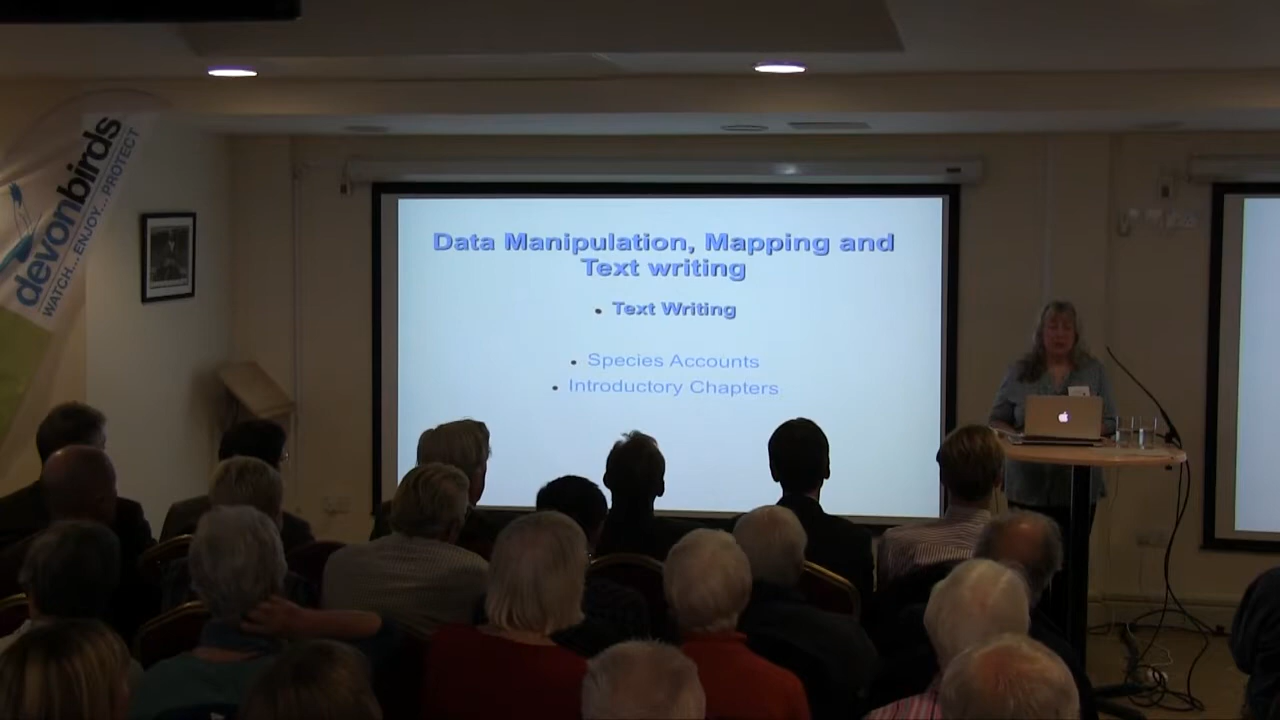 devonbirds
WATCH... ENJOY... PROTECT
Data Manipulation, Mapping and
Text writing
• Text Writing
• Species Accounts
• Introductory Chapters